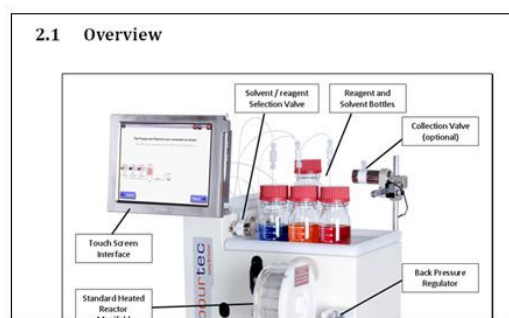 2.1 Overview
Solvent / reagent
Selection Valve
Reagent and
Solvent Bottles
Collection Valve
(optional)
Touch Screen
Interface
Back Pressure
Regulator
Standard Heated
Reactor